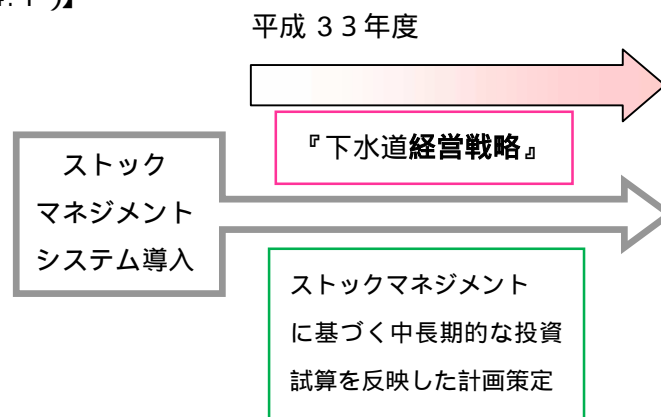 4.1)】
平成 33年度
『下水道経営戦略』
ストック
マネジメント
システム導入
ストックマネジメント
に基づく中長期的な投資
試算を反映した計画策定